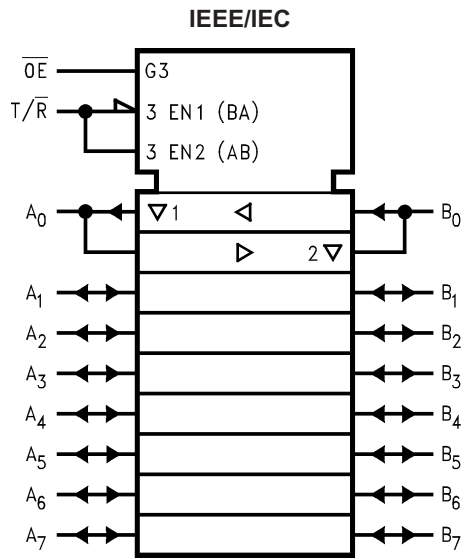 IEEE/IEC
O̅E̅ G3
T/R̅ 3 EN1 (BA)
3 EN2 (AB)
A₀ ▽ 1 ◁ B₀
▷ 2 ▽
A₁ B₁
A₂ B₂
A₃ B₃
A₄ B₄
A₅ B₅
A₆ B₆
A₇ B₇